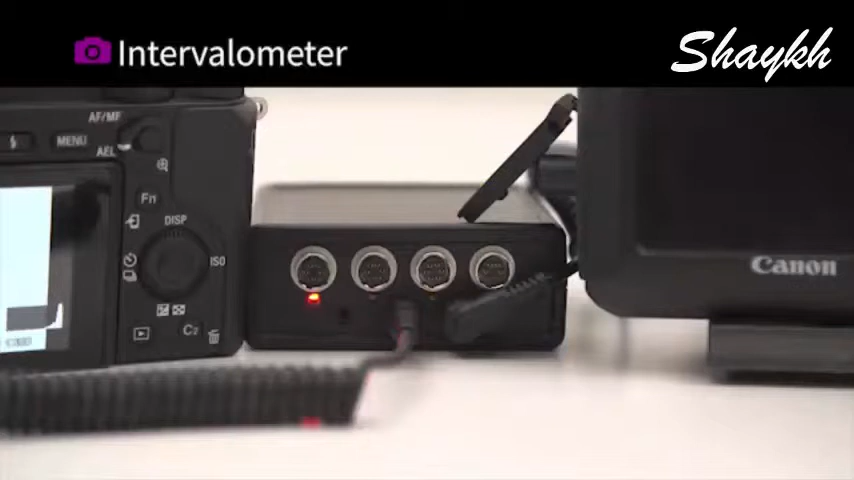 Intervalometer
Shaykh
AF/MF
MENU
AEL
Fn
DISP
ISO
C2
Canon